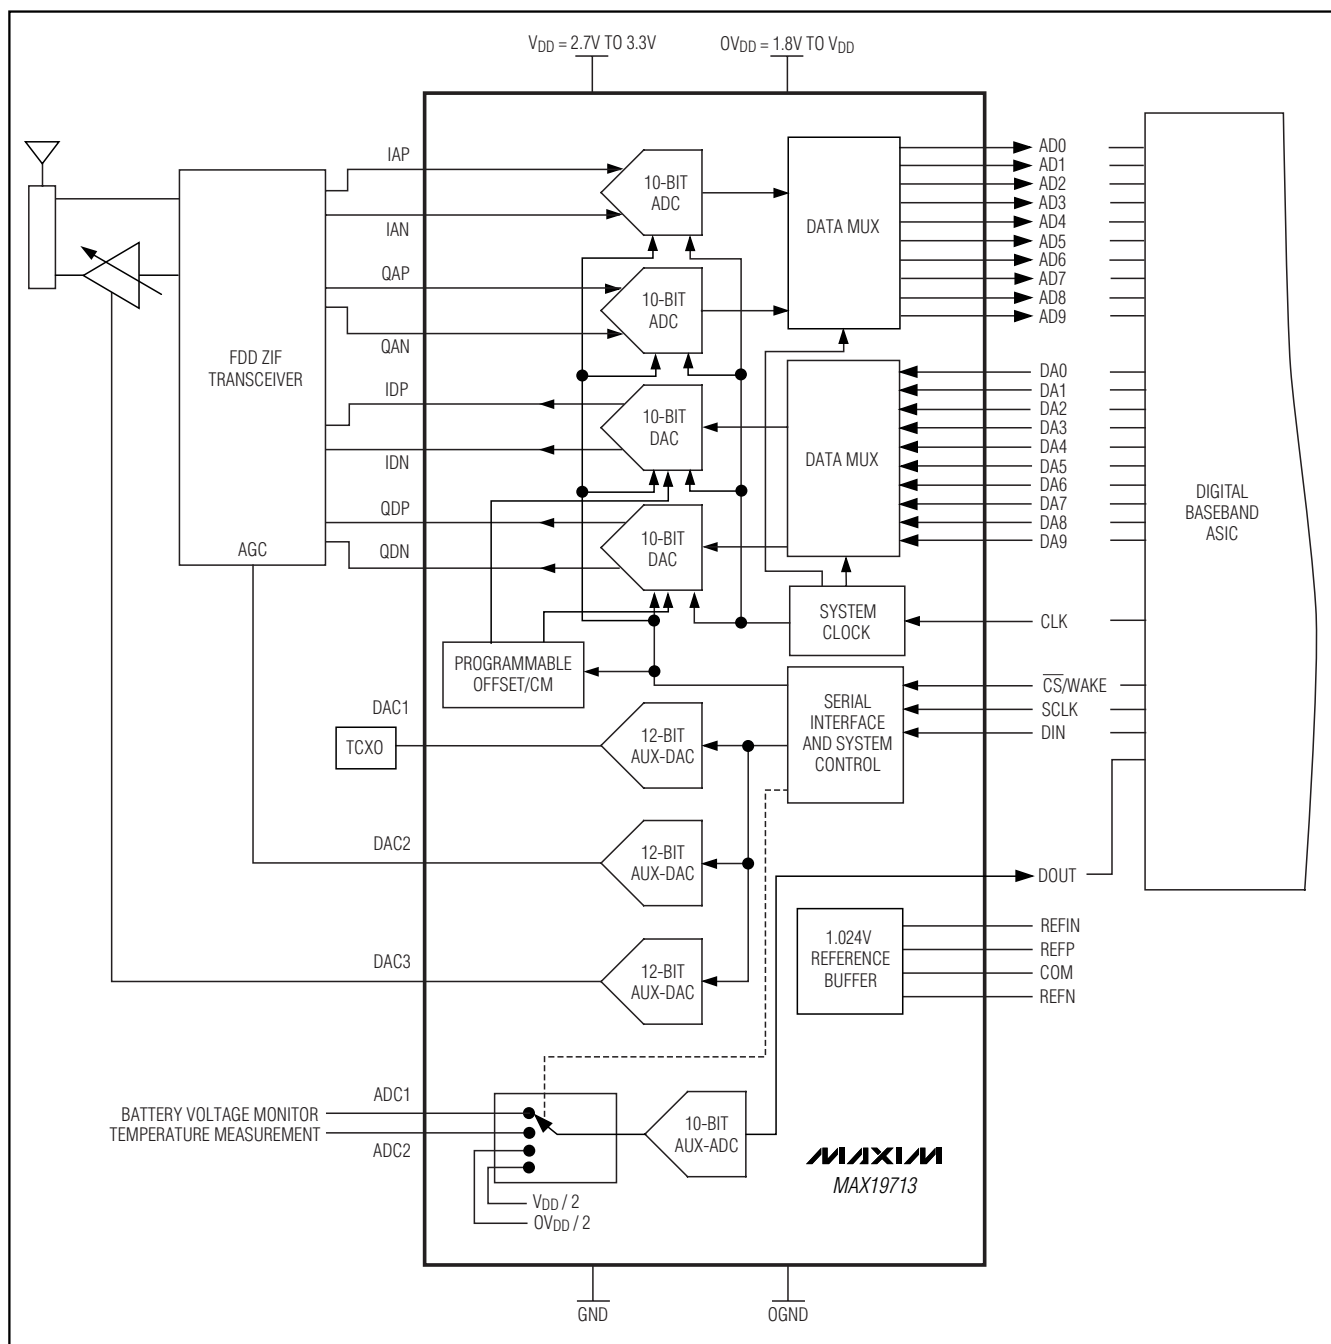 VDD = 2.7V TO 3.3V
OVDD = 1.8V TO VDD
IAP
IAN
QAP
QAN
IDP
IDN
QDP
QDN
FDD ZIF
TRANSCEIVER
AGC
10-BIT
ADC
10-BIT
ADC
10-BIT
DAC
10-BIT
DAC
DATA MUX
DATA MUX
AD0
AD1
AD2
AD3
AD4
AD5
AD6
AD7
AD8
AD9
DA0
DA1
DA2
DA3
DA4
DA5
DA6
DA7
DA8
DA9
DIGITAL
BASEBAND
ASIC
SYSTEM
CLOCK
CLK
PROGRAMMABLE
OFFSET/CM
SERIAL
INTERFACE
AND SYSTEM
CONTROL
CS/WAKE
SCLK
DIN
DAC1
TCXO
12-BIT
AUX-DAC
DAC2
12-BIT
AUX-DAC
DOUT
DAC3
12-BIT
AUX-DAC
1.024V
REFERENCE
BUFFER
REFIN
REFP
COM
REFN
ADC1
BATTERY VOLTAGE MONITOR
TEMPERATURE MEASUREMENT
ADC2
10-BIT
AUX-ADC
VDD / 2
OVDD / 2
MAXIM
MAX19713
GND
OGND